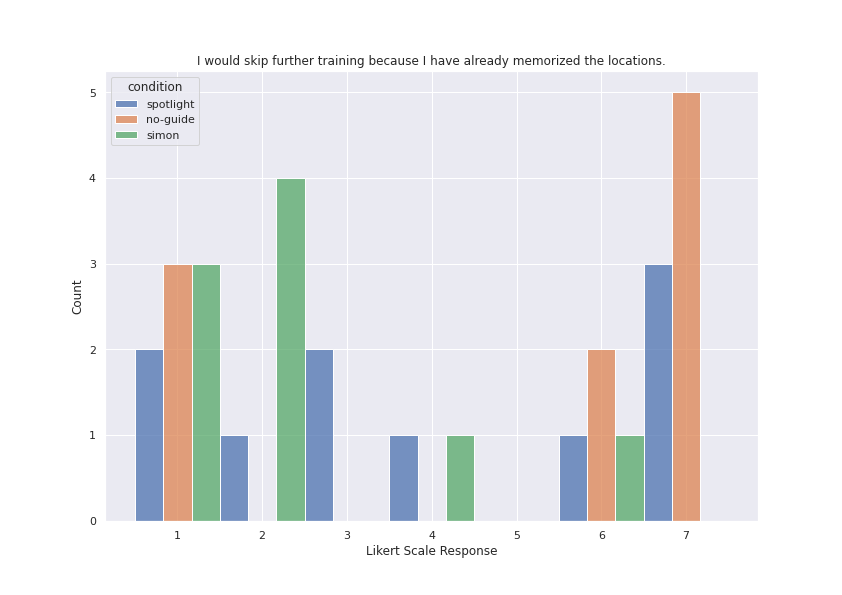 I would skip further training because I have already memorized the locations.
condition
spotlight
no-guide
simon
5
4
3
2
1
0
Count
1 2 3 4 5 6 7
Likert Scale Response